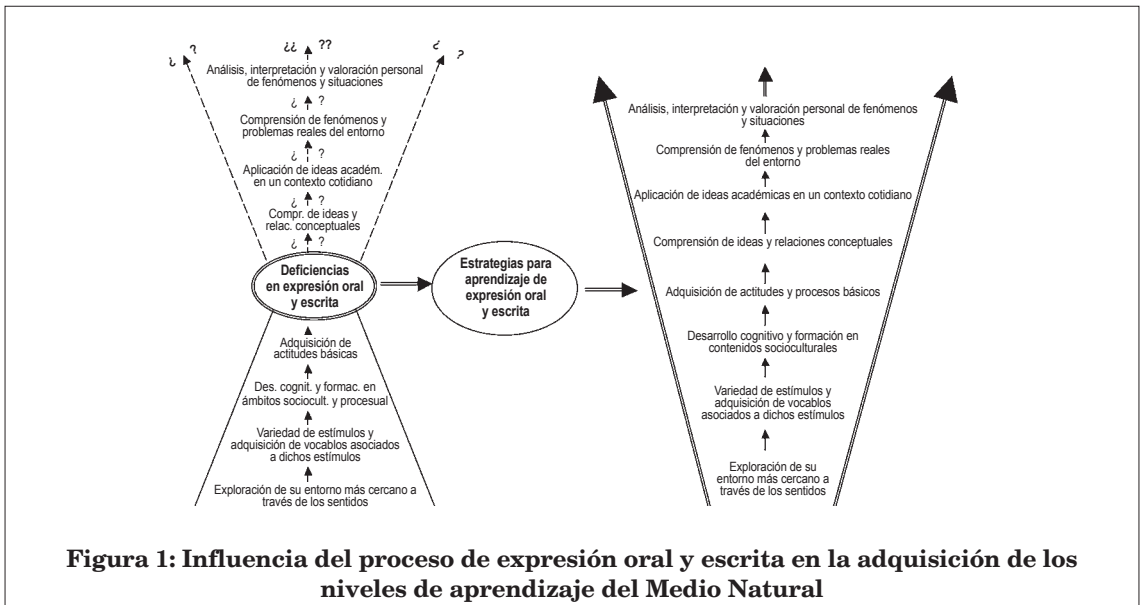 ¿ ?
¿¿ ??
¿ ?
Análisis, interpretación y valoración personal
de fenómenos y situaciones
¿ ?
Comprensión de fenómenos y
problemas reales del entorno
¿ ?
Aplicación de ideas académ.
en un contexto cotidiano
¿ ?
Compr. de ideas y
relac. conceptuales
¿ ?
Deficiencias
en expresión oral
y escrita
Adquisición de
actitudes básicas
Des. cognit. y formac. en
ámbitos sociocult. y procesual
Variedad de estímulos y
adquisición de vocablos asociados
a dichos estímulos
Exploración de su entorno más cercano a
través de los sentidos
Estrategias para
aprendizaje de
expresión oral
y escrita
Análisis, interpretación y valoración personal de fenómenos
y situaciones
Comprensión de fenómenos y problemas reales
del entorno
Aplicación de ideas académicas en un contexto cotidiano
Comprensión de ideas y relaciones conceptuales
Adquisición de actitudes y procesos básicos
Desarrollo cognitivo y formación en
contenidos socioculturales
Variedad de estímulos y
adquisición de vocablos
asociados a dichos estímulos
Exploración de su
entorno más cercano a
través de los sentidos
Figura 1: Influencia del proceso de expresión oral y escrita en la adquisición de los
niveles de aprendizaje del Medio Natural